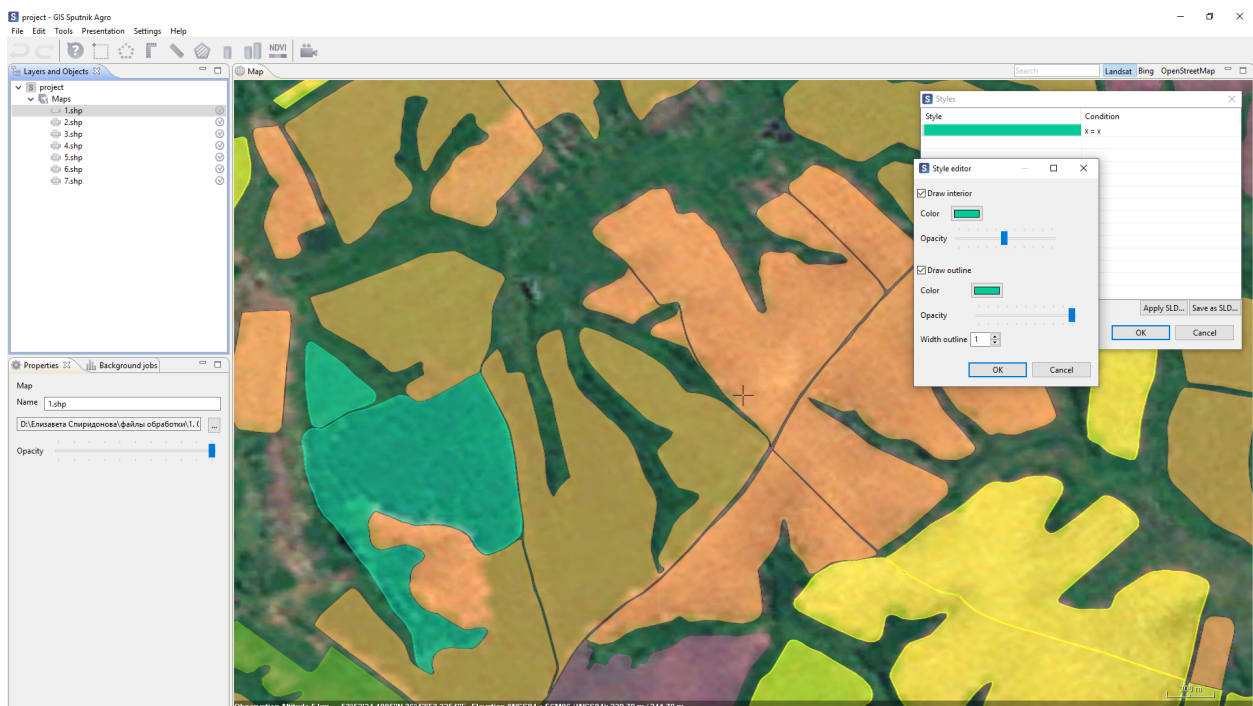 project - GIS Sputnik Agro
File Edit Tools Presentation Settings Help
NDVI
Layers and Objects
Map
Search
Landsat Bing OpenStreetMap
project
Maps
1.shp
2.shp
3.shp
4.shp
5.shp
6.shp
7.shp
Styles
Style Condition
x = x
Style editor
Draw interior
Color
Opacity
Draw outline
Color
Opacity
Width outline 1
OK Cancel
Apply SLD... Save as SLD...
OK Cancel
Properties Background jobs
Map
Name 1.shp
D:\Елизавета Спиридонова\файлы обработки\1. (
...
Opacity